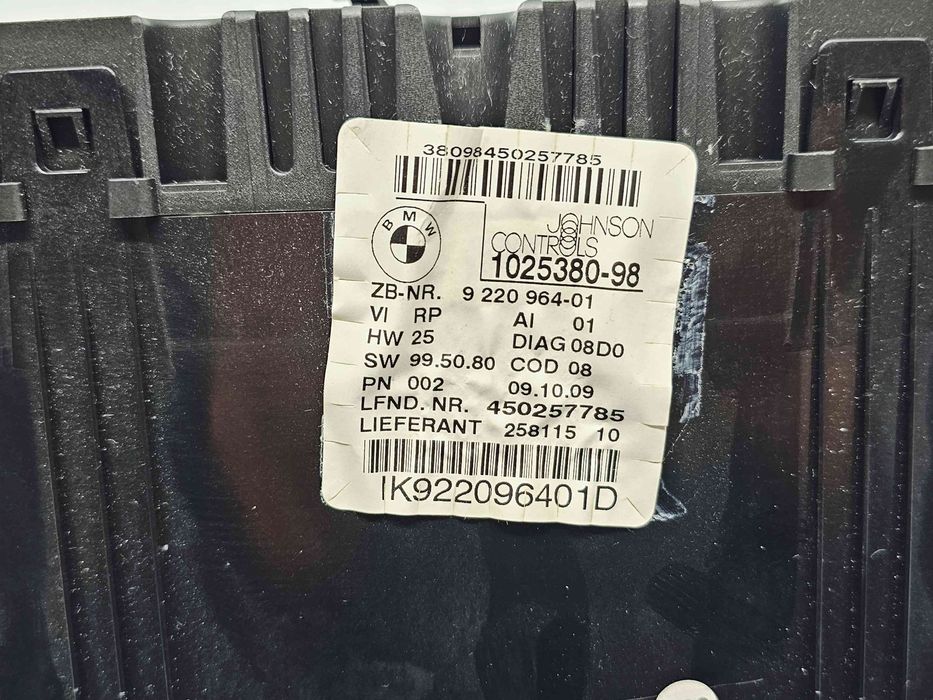 38098450257785
BMW
JOHNSON
CONTROLS
1025380-98
ZB-NR. 9 220 964-01
VI RP AI 01
HW 25 DIAG 08D0
SW 99.50.80 COD 08
PN 002 09.10.09
LFND. NR. 450257785
LIEFERANT 258115 10
IK922096401D